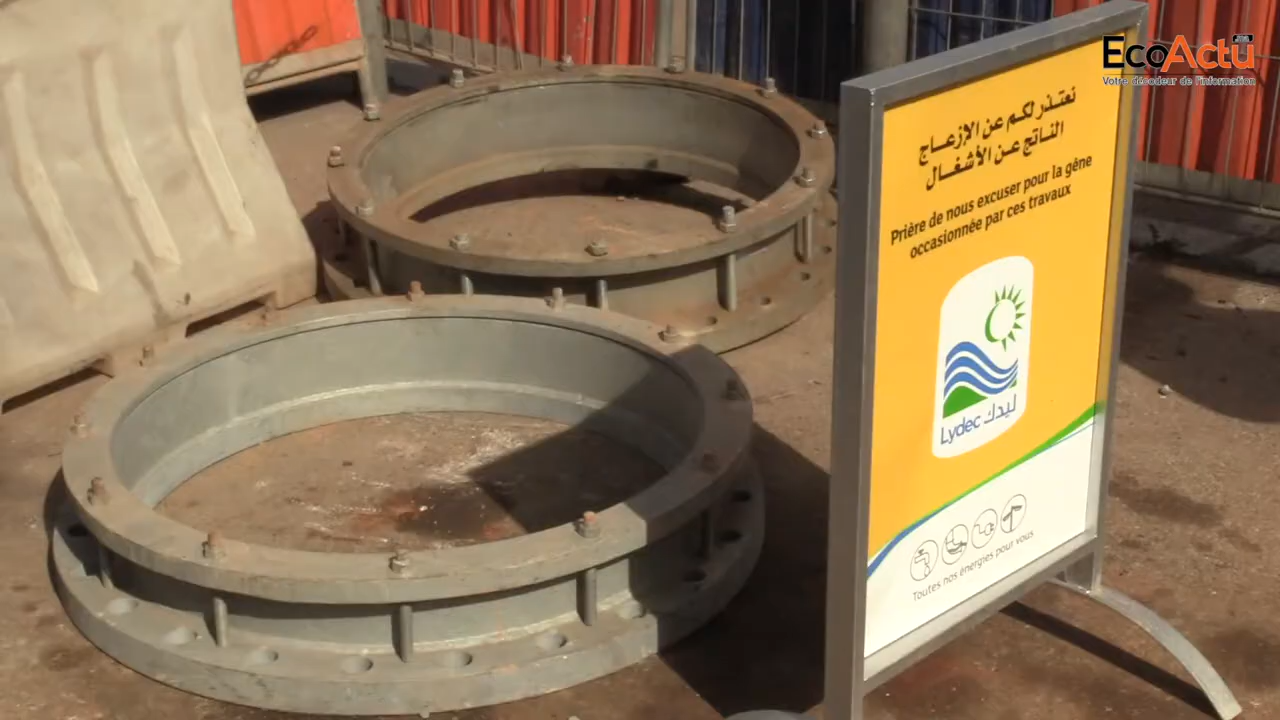 EcoActu
.ma
Votre décodeur de l'information
نعتذر لكم عن الإزعاج
الناتج عن الأشغال
Prière de nous excuser pour la gêne
occasionnée par ces travaux
Lydec ليدك
Toutes nos énergies pour vous